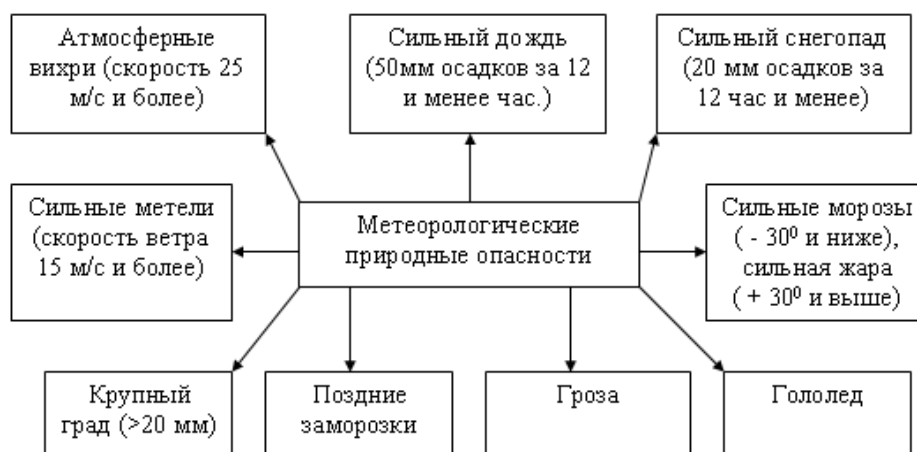 Атмосферные
вихри (скорость 25
м/с и более)
Сильный дождь
(50мм осадков за 12
и менее час.)
Сильный снегопад
(20 мм осадков за
12 час и менее)
Сильные метели
(скорость ветра
15 м/с и более)
Метеорологические
природные опасности
Сильные морозы
( - 30⁰ и ниже),
сильная жара
( + 30⁰ и выше)
Крупный
град (>20 мм)
Поздние
заморозки
Гроза
Гололед